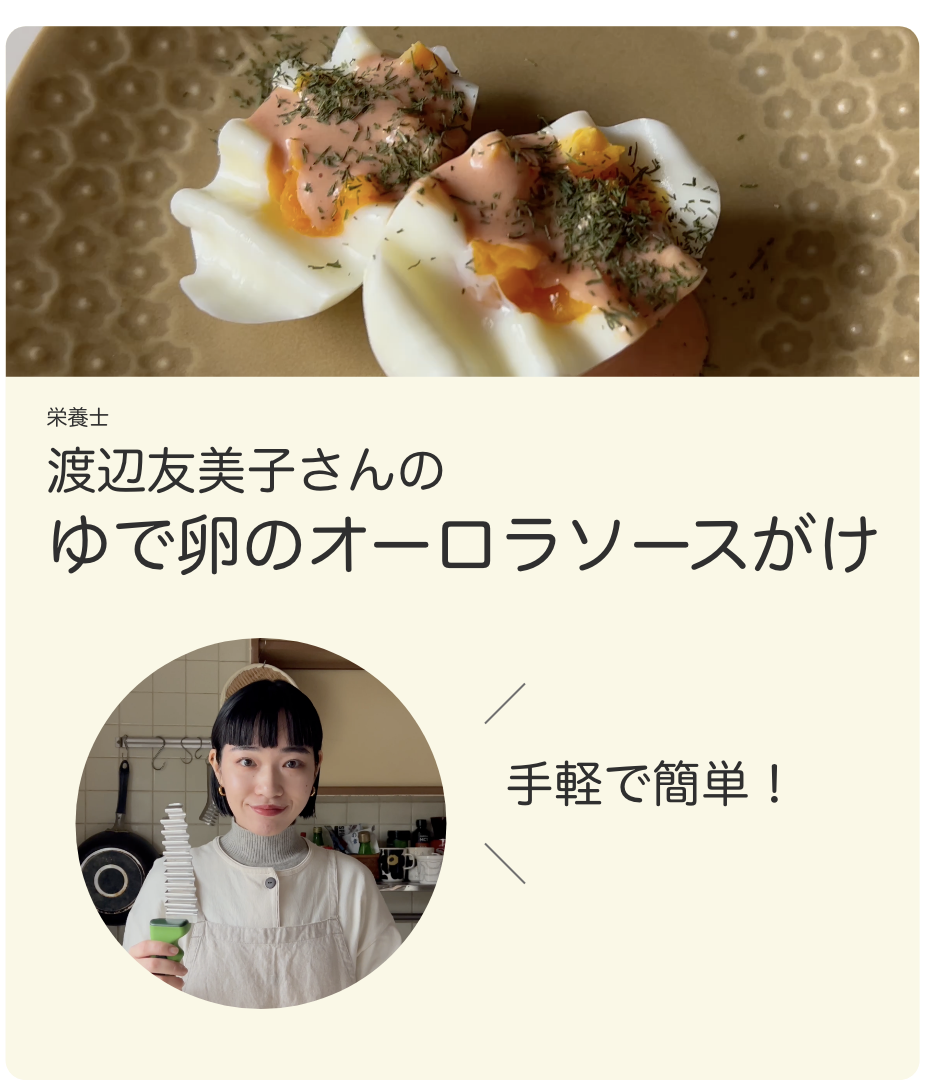 栄養士
渡辺友美子さんの
ゆで卵のオーロラソースがけ
手軽で簡単！